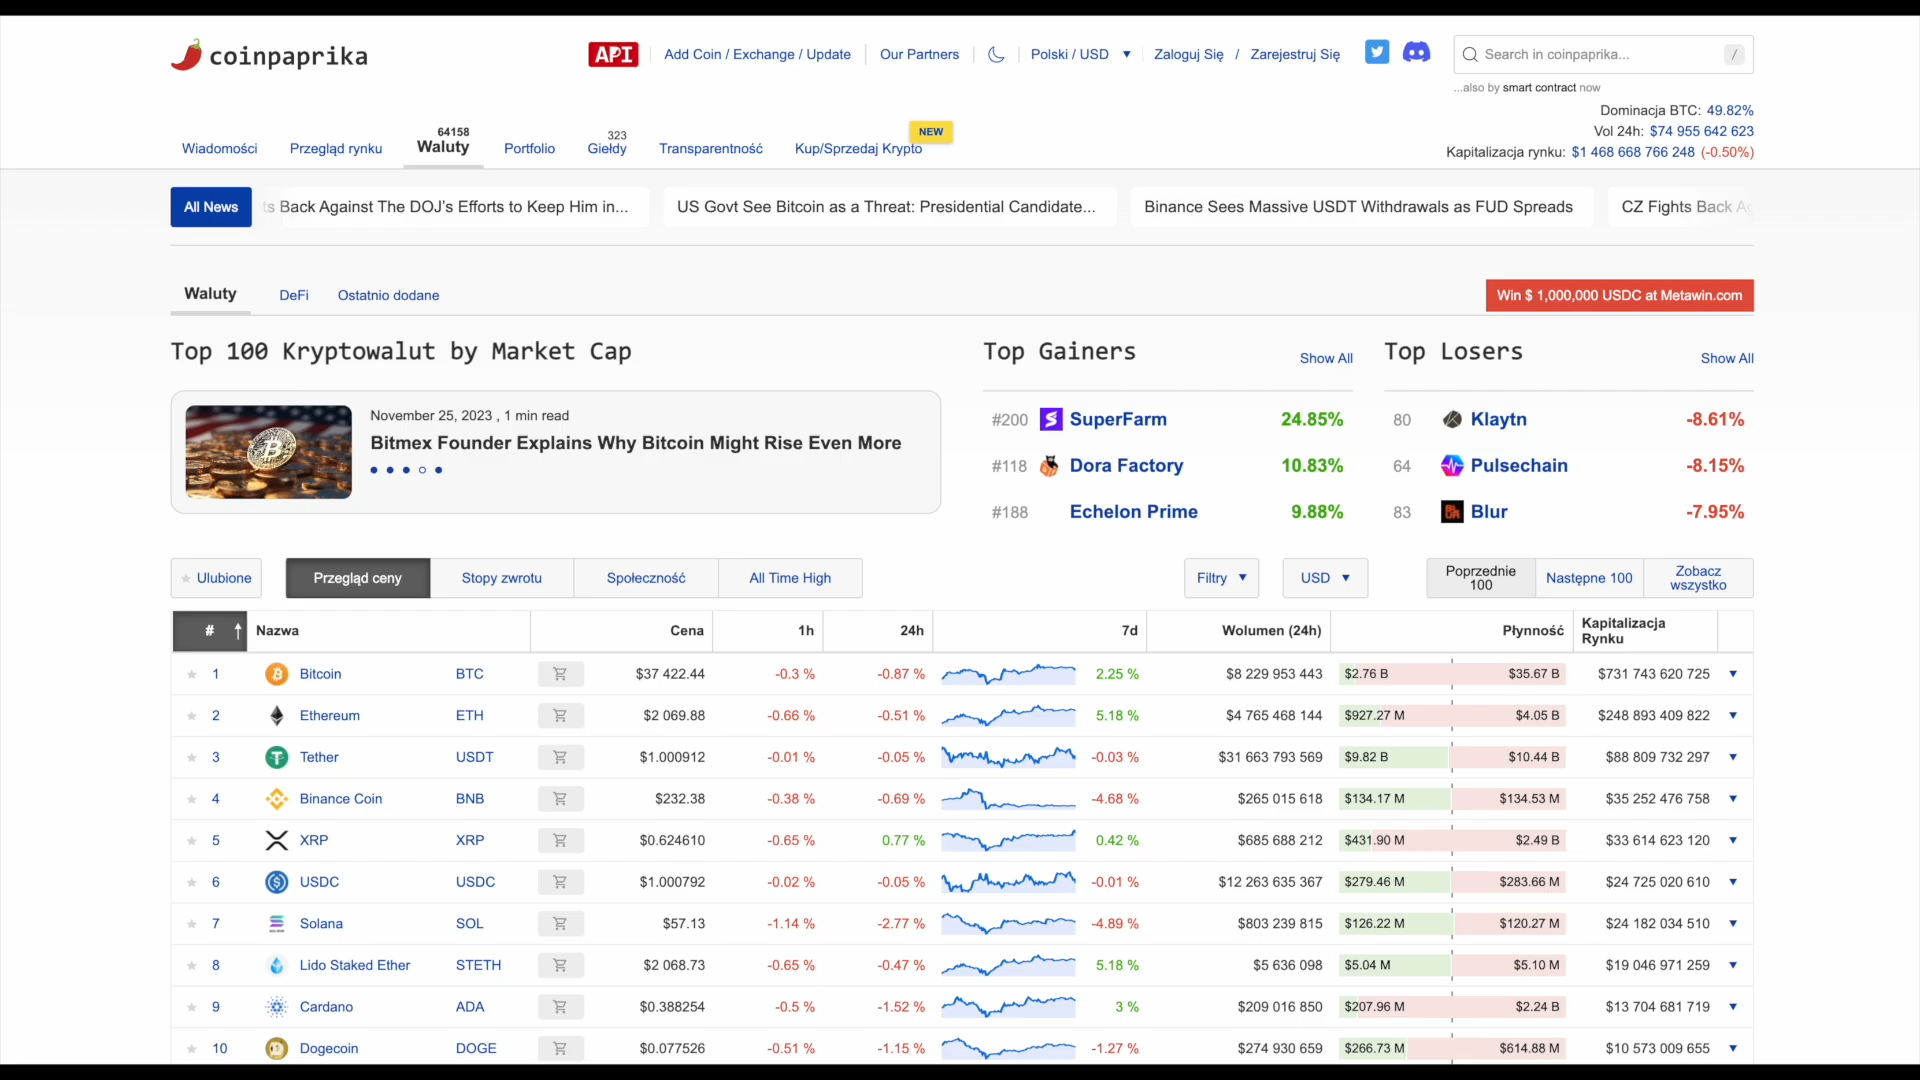 coinpaprika
API
Add Coin / Exchange / Update
Our Partners
Polski / USD
Zaloguj Się / Zarejestruj Się
Search in coinpaprika... /
...also by smart contract now
Dominacja BTC: 49.82%
Vol 24h: $74 955 642 623
Kapitalizacja rynku: $1 468 668 766 248 (-0.50%)
Wiadomości
Przegląd rynku
64158
Waluty
Portfolio
323
Giełdy
Transparentność
Kup/Sprzedaj Krypto
NEW
All News
ts Back Against The DOJ's Efforts to Keep Him in...
US Govt See Bitcoin as a Threat: Presidential Candidate...
Binance Sees Massive USDT Withdrawals as FUD Spreads
CZ Fights Back Ag
Waluty
DeFi
Ostatnio dodane
Win $ 1,000,000 USDC at Metawin.com
Top 100 Kryptowalut by Market Cap
November 25, 2023 , 1 min read
Bitmex Founder Explains Why Bitcoin Might Rise Even More
Top Gainers
Show All
#200 SuperFarm 24.85%
#118 Dora Factory 10.83%
#188 Echelon Prime 9.88%
Top Losers
Show All
80 Klaytn -8.61%
64 Pulsechain -8.15%
83 Blur -7.95%
Ulubione
Przegląd ceny
Stopy zwrotu
Społeczność
All Time High
Filtry
USD
Poprzednie
100
Następne 100
Zobacz
wszystko
# Nazwa Cena 1h 24h 7d Wolumen (24h) Płynność Kapitalizacja
Rynku
1 Bitcoin BTC $37 422.44 -0.3 % -0.87 % 2.25 % $8 229 953 443 $2.76 B $35.67 B $731 743 620 725
2 Ethereum ETH $2 069.88 -0.66 % -0.51 % 5.18 % $4 765 468 144 $927.27 M $4.05 B $248 893 409 822
3 Tether USDT $1.000912 -0.01 % -0.05 % -0.03 % $31 663 793 569 $9.82 B $10.44 B $88 809 732 297
4 Binance Coin BNB $232.38 -0.38 % -0.69 % -4.68 % $265 015 618 $134.17 M $134.53 M $35 252 476 758
5 XRP XRP $0.624610 -0.65 % 0.77 % 0.42 % $685 688 212 $431.90 M $2.49 B $33 614 623 120
6 USDC USDC $1.000792 -0.02 % -0.05 % -0.01 % $12 263 635 367 $279.46 M $283.66 M $24 725 020 610
7 Solana SOL $57.13 -1.14 % -2.77 % -4.89 % $803 239 815 $126.22 M $120.27 M $24 182 034 510
8 Lido Staked Ether STETH $2 068.73 -0.65 % -0.47 % 5.18 % $5 636 098 $5.04 M $5.10 M $19 046 971 259
9 Cardano ADA $0.388254 -0.5 % -1.52 % 3 % $209 016 850 $207.96 M $2.24 B $13 704 681 719
10 Dogecoin DOGE $0.077526 -0.51 % -1.15 % -1.27 % $274 930 659 $266.73 M $614.88 M $10 573 009 655